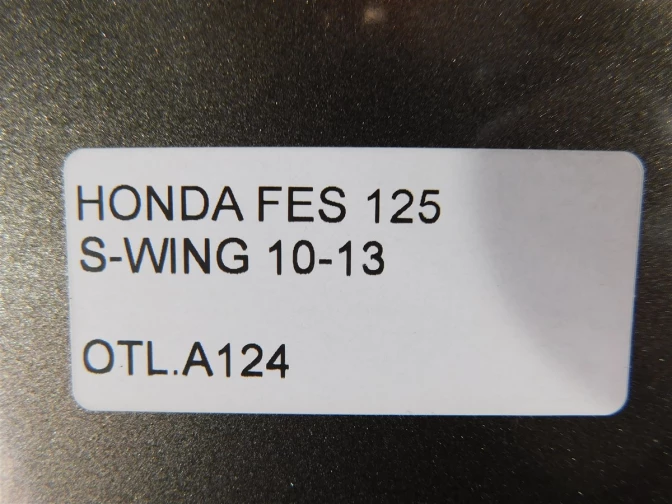 HONDA FES 125
S-WING 10-13
OTL.A124